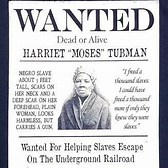 WANTED
Dead or Alive
HARRIET "MOSES" TUBMAN
NEGRO SLAVE
ABOUT 5 FEET
TALL, SCARS ON
HER NECK AND A
DEEP SCAR ON HER
FOREHEAD, PLAIN
WOMAN, LOOKS
HARMLESS, BUT
CARRIES A GUN.
"I freed a
thousand slaves.
I could have
freed a thousand
more if only they
knew they were
slaves."
Wanted For Helping Slaves Escape
On The Underground Railroad